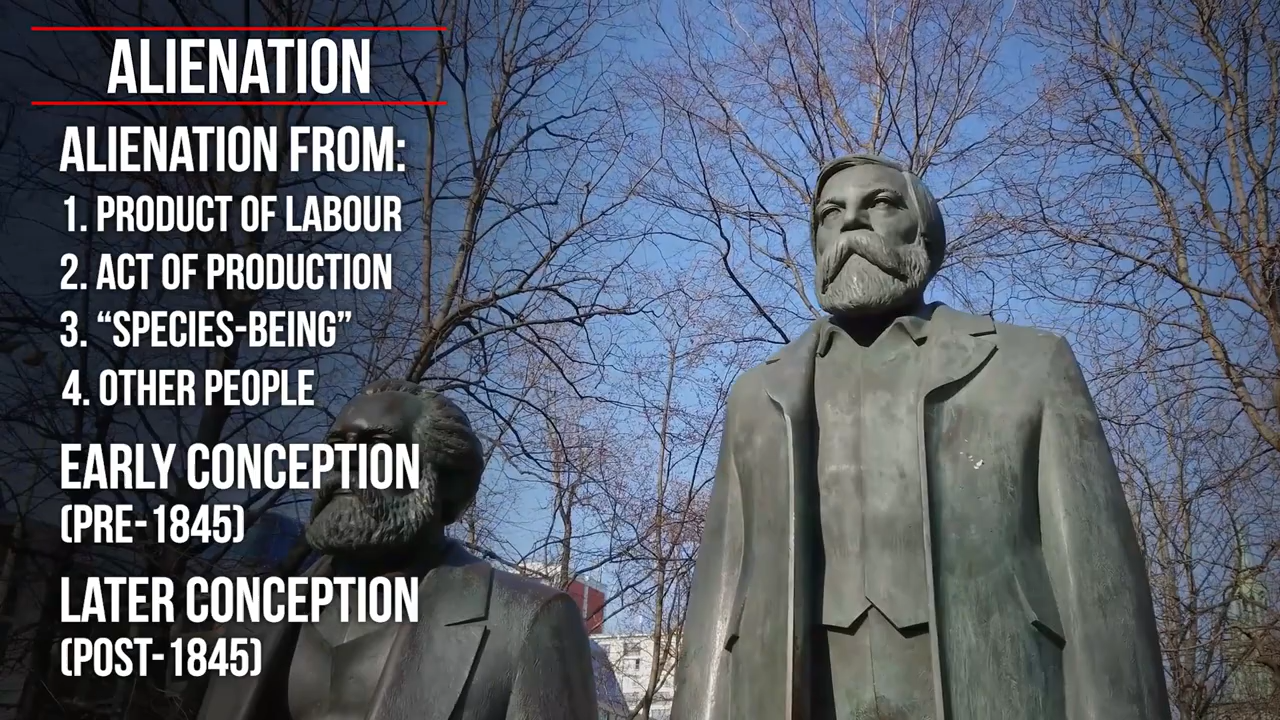 ALIENATION
ALIENATION FROM:
1. PRODUCT OF LABOUR
2. ACT OF PRODUCTION
3. “SPECIES-BEING”
4. OTHER PEOPLE
EARLY CONCEPTION
(PRE-1845)
LATER CONCEPTION
(POST-1845)